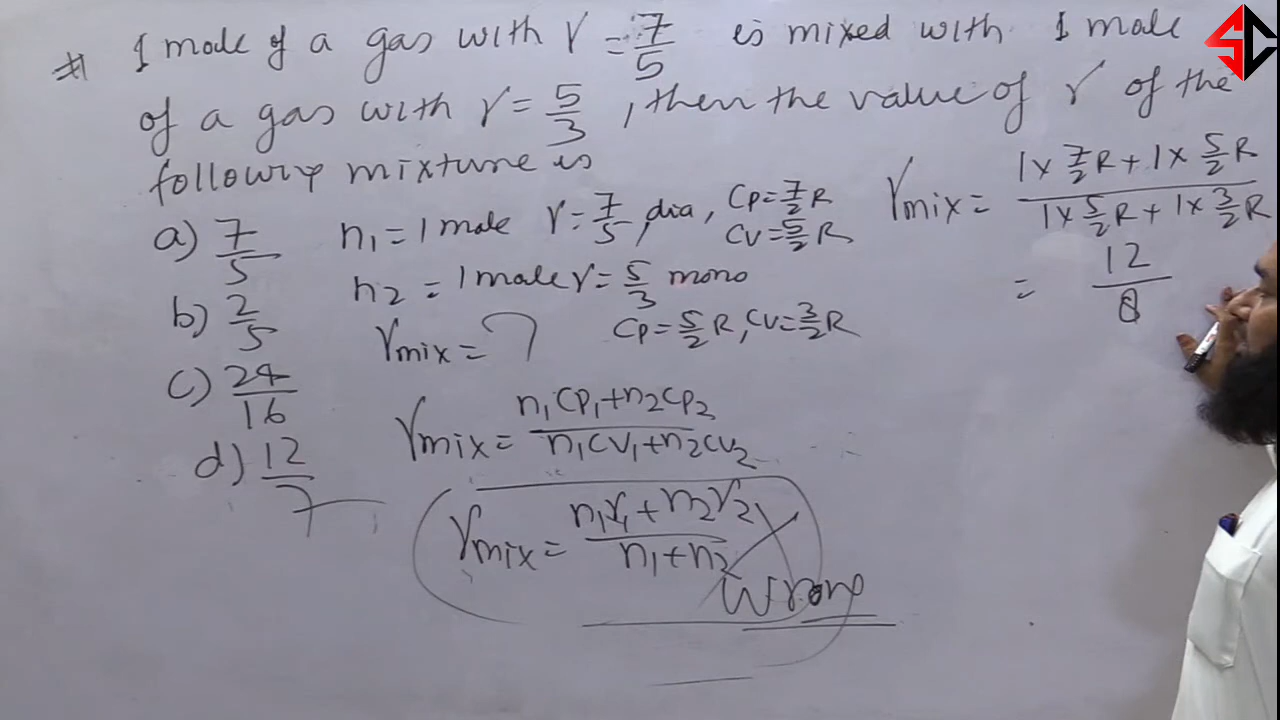 # 1 mole of a gas with γ = 7/5 is mixed with 1 mole
of a gas with γ = 5/3, then the value of γ of the
following mixture is
a) 7/5
b) 2/5
c) 24/16
d) 12/7
n1 = 1 mole γ = 7/5, dia, Cp = 7/2 R
Cv = 5/2 R
n2 = 1 mole γ = 5/3 mono
Cp = 5/2 R, Cv = 3/2 R
γmix = ?
γmix = n1Cp1 + n2Cp2 / n1Cv1 + n2Cv2
γmix = n1γ1 + n2γ2 / n1 + n2
Wrong
γmix = 1 x 7/2 R + 1 x 5/2 R / 1 x 5/2 R + 1 x 3/2 R
= 12/8
SC